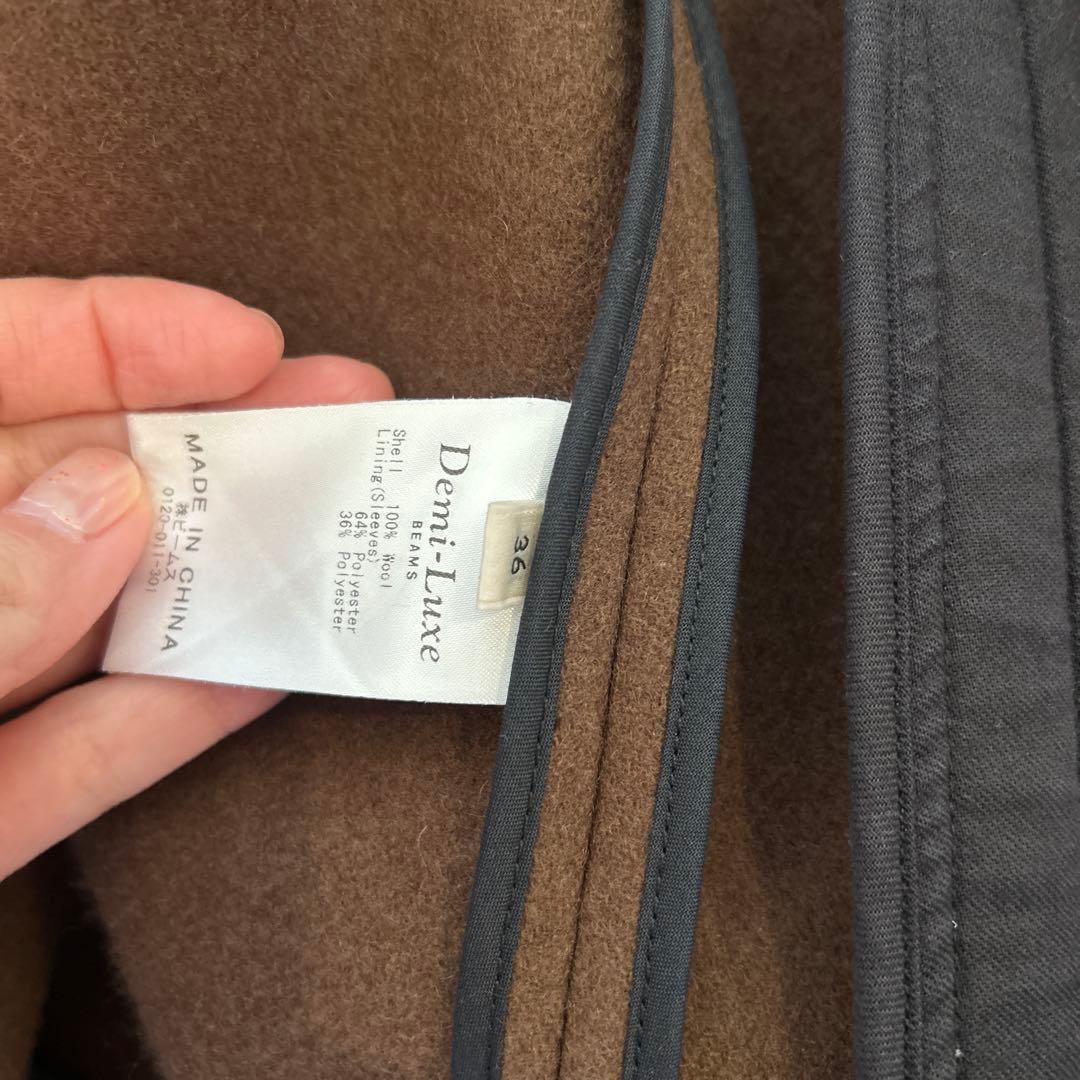 Demi-Luxe
BEAMS
36
Shell 100% Wool
Lining(Sleeves)
64% Polyester
36% Polyester
MADE IN CHINA
㈱ビームス
0120-011-301